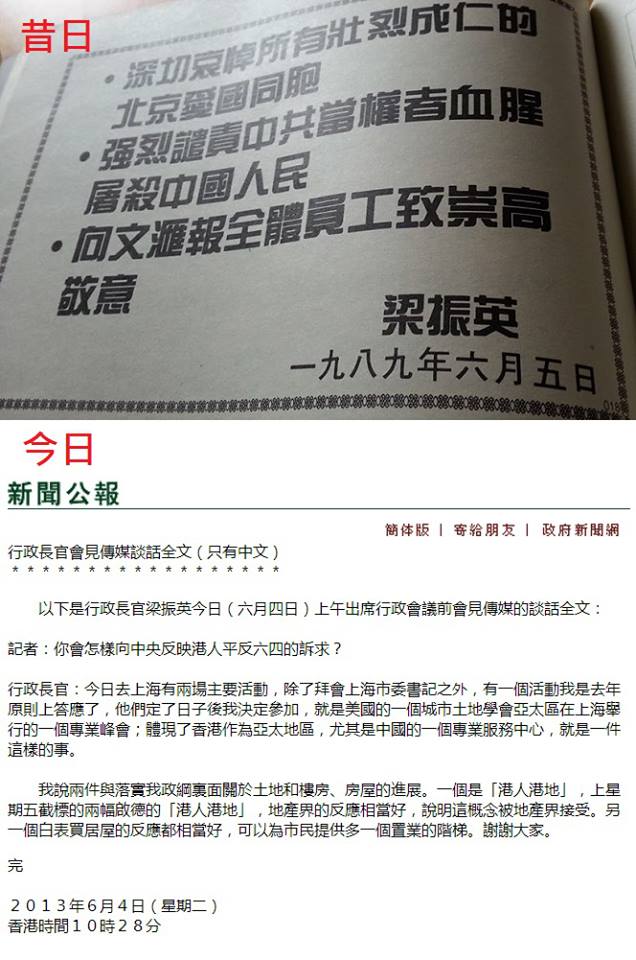 昔日
•深切哀悼所有壯烈成仁的
北京愛國同胞
•强烈譴責中共當權者血腥
屠殺中國人民
•向文滙報全體員工致崇高
敬意
梁振英
一九八九年六月五日
018
今日
新聞公報
簡体版 | 寄給朋友 | 政府新聞網
行政長官會見傳媒談話全文（只有中文）
******************
以下是行政長官梁振英今日（六月四日）上午出席行政會議前會見傳媒的談話全文：
記者：你會怎樣向中央反映港人平反六四的訴求？
行政長官：今日去上海有兩場主要活動，除了拜會上海市委書記之外，有一個活動我是去年
原則上答應了，他們定了日子後我決定參加，就是美國的一個城市土地學會亞太區在上海舉
行的一個專業峰會；體現了香港作為亞太地區，尤其是中國的一個專業服務中心，就是一件
這樣的事。
我說兩件與落實我政綱裏面關於土地和樓房、房屋的進展。一個是「港人港地」，上星
期五截標的兩幅啟德的「港人港地」，地產界的反應相當好，說明這概念被地產界接受。另
一個白表買居屋的反應都相當好，可以為市民提供多一個置業的階梯。謝謝大家。
完
２０１３年６月４日（星期二）
香港時間１０時２８分